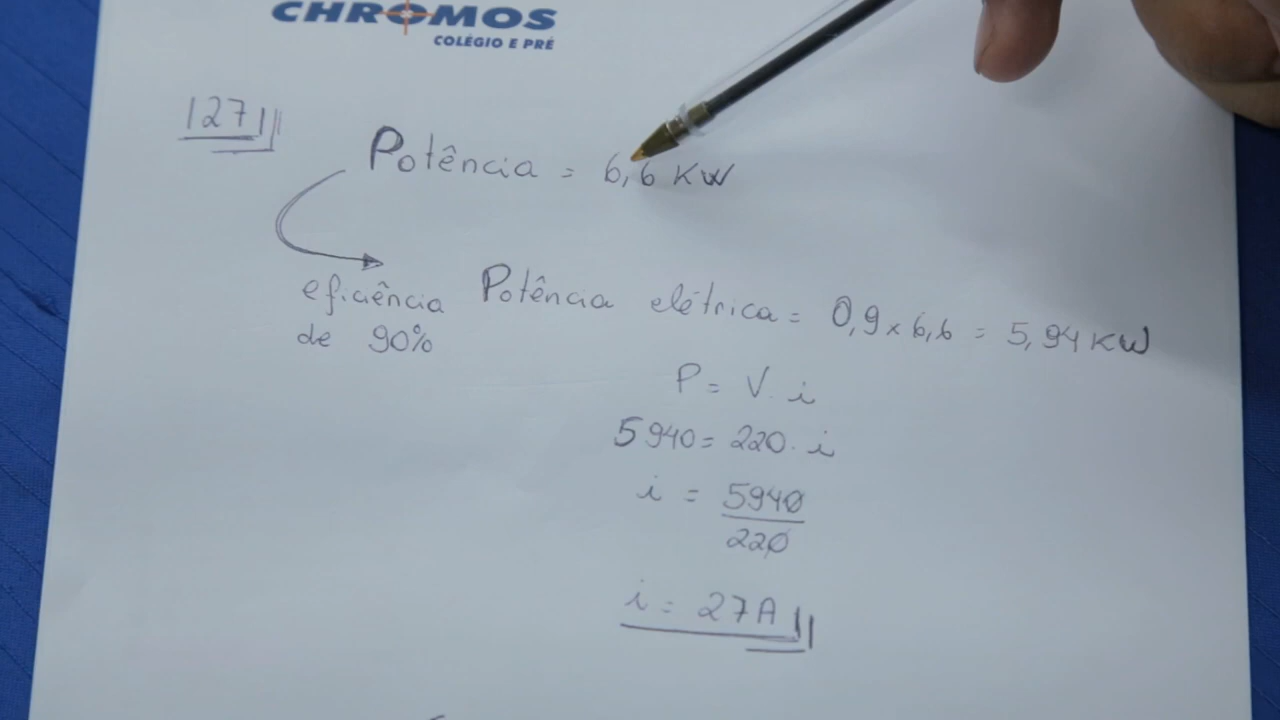 CHROMOS
COLÉGIO E PRÉ
127
Potência = 6,6 KW
eficiência
de 90%
Potência elétrica = 0,9 x 6,6 = 5,94 KW
P = V. i
5940 = 220. i
i = 5940
220
i = 27A